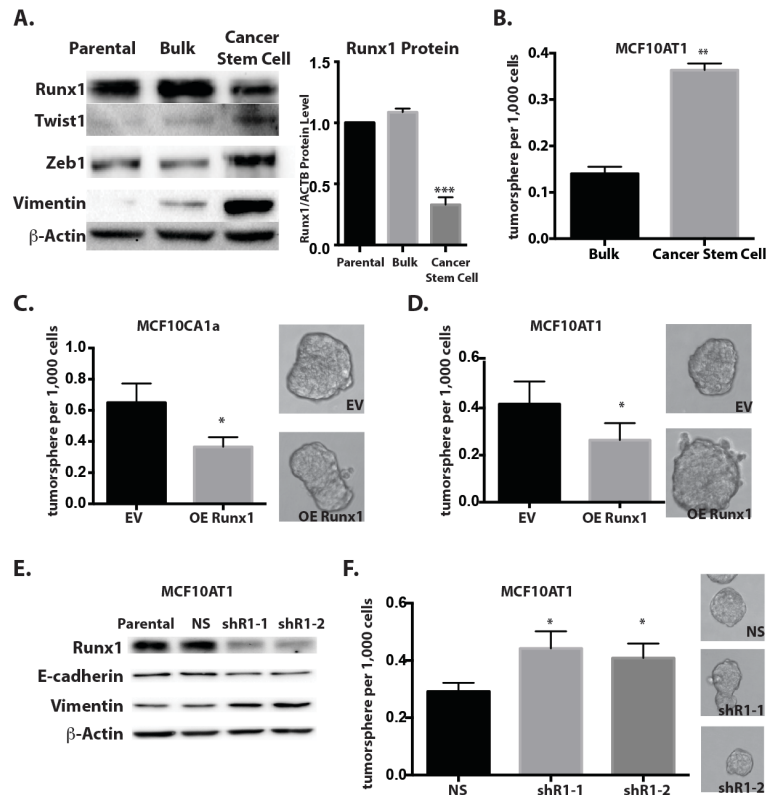 A.
Parental
Bulk
Cancer
Stem Cell
Runx1
Twist1
Zeb1
Vimentin
β-Actin
Runx1 Protein
Runx1/ACTB Protein Level
1.5
1.0
0.5
0.0
***
Parental
Bulk
Cancer
Stem Cell
B.
MCF10AT1
tumorsphere per 1,000 cells
0.4
0.3
0.2
0.1
0.0
**
Bulk
Cancer Stem Cell
C.
MCF10CA1a
tumorsphere per 1,000 cells
1.0
0.8
0.6
0.4
0.2
0.0
*
EV
OE Runx1
EV
OE Runx1
D.
MCF10AT1
tumorsphere per 1,000 cells
0.6
0.4
0.2
0.0
*
EV
OE Runx1
EV
OE Runx1
E.
MCF10AT1
Parental NS shR1-1 shR1-2
Runx1
E-cadherin
Vimentin
β-Actin
F.
MCF10AT1
tumorsphere per 1,000 cells
0.6
0.4
0.2
0.0
*
*
NS
shR1-1
shR1-2
NS
shR1-1
shR1-2